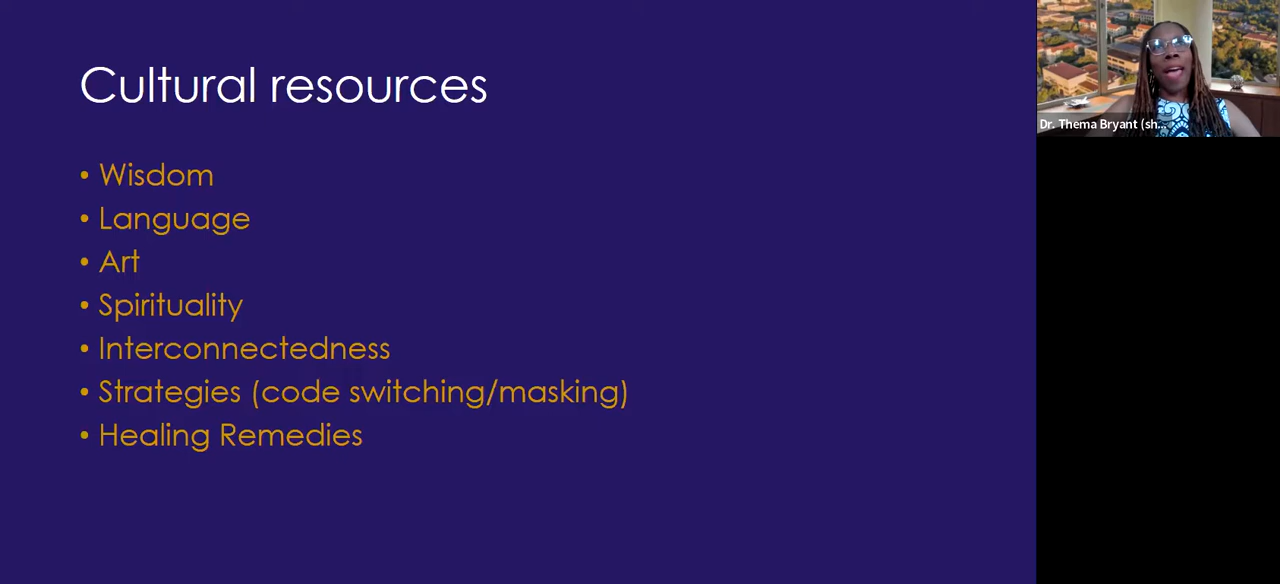 Cultural resources
• Wisdom
• Language
• Art
• Spirituality
• Interconnectedness
• Strategies (code switching/masking)
• Healing Remedies
Dr. Thema Bryant (sh...